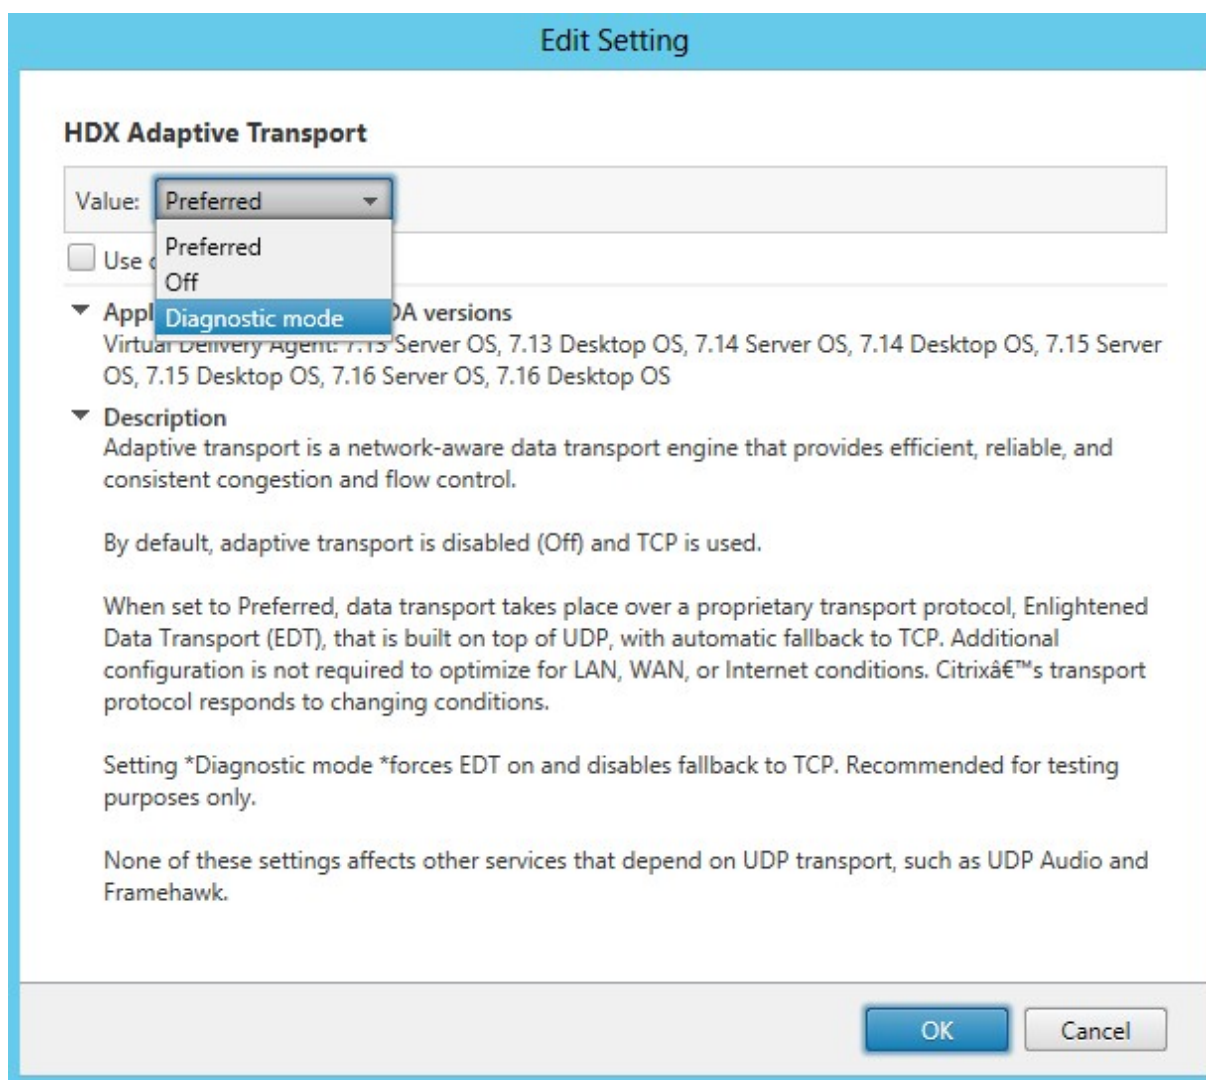 Edit Setting
HDX Adaptive Transport
Value: Preferred
Preferred
Use
Off
Diagnostic mode
versions
Virtual Delivery Agent: 7.13 Server OS, 7.13 Desktop OS, 7.14 Server OS, 7.14 Desktop OS, 7.15 Server
OS, 7.15 Desktop OS, 7.16 Server OS, 7.16 Desktop OS
Description
Adaptive transport is a network-aware data transport engine that provides efficient, reliable, and
consistent congestion and flow control.
By default, adaptive transport is disabled (Off) and TCP is used.
When set to Preferred, data transport takes place over a proprietary transport protocol, Enlightened
Data Transport (EDT), that is built on top of UDP, with automatic fallback to TCP. Additional
configuration is not required to optimize for LAN, WAN, or Internet conditions. Citrixâ€™s transport
protocol responds to changing conditions.
Setting *Diagnostic mode *forces EDT on and disables fallback to TCP. Recommended for testing
purposes only.
None of these settings affects other services that depend on UDP transport, such as UDP Audio and
Framehawk.
OK
Cancel